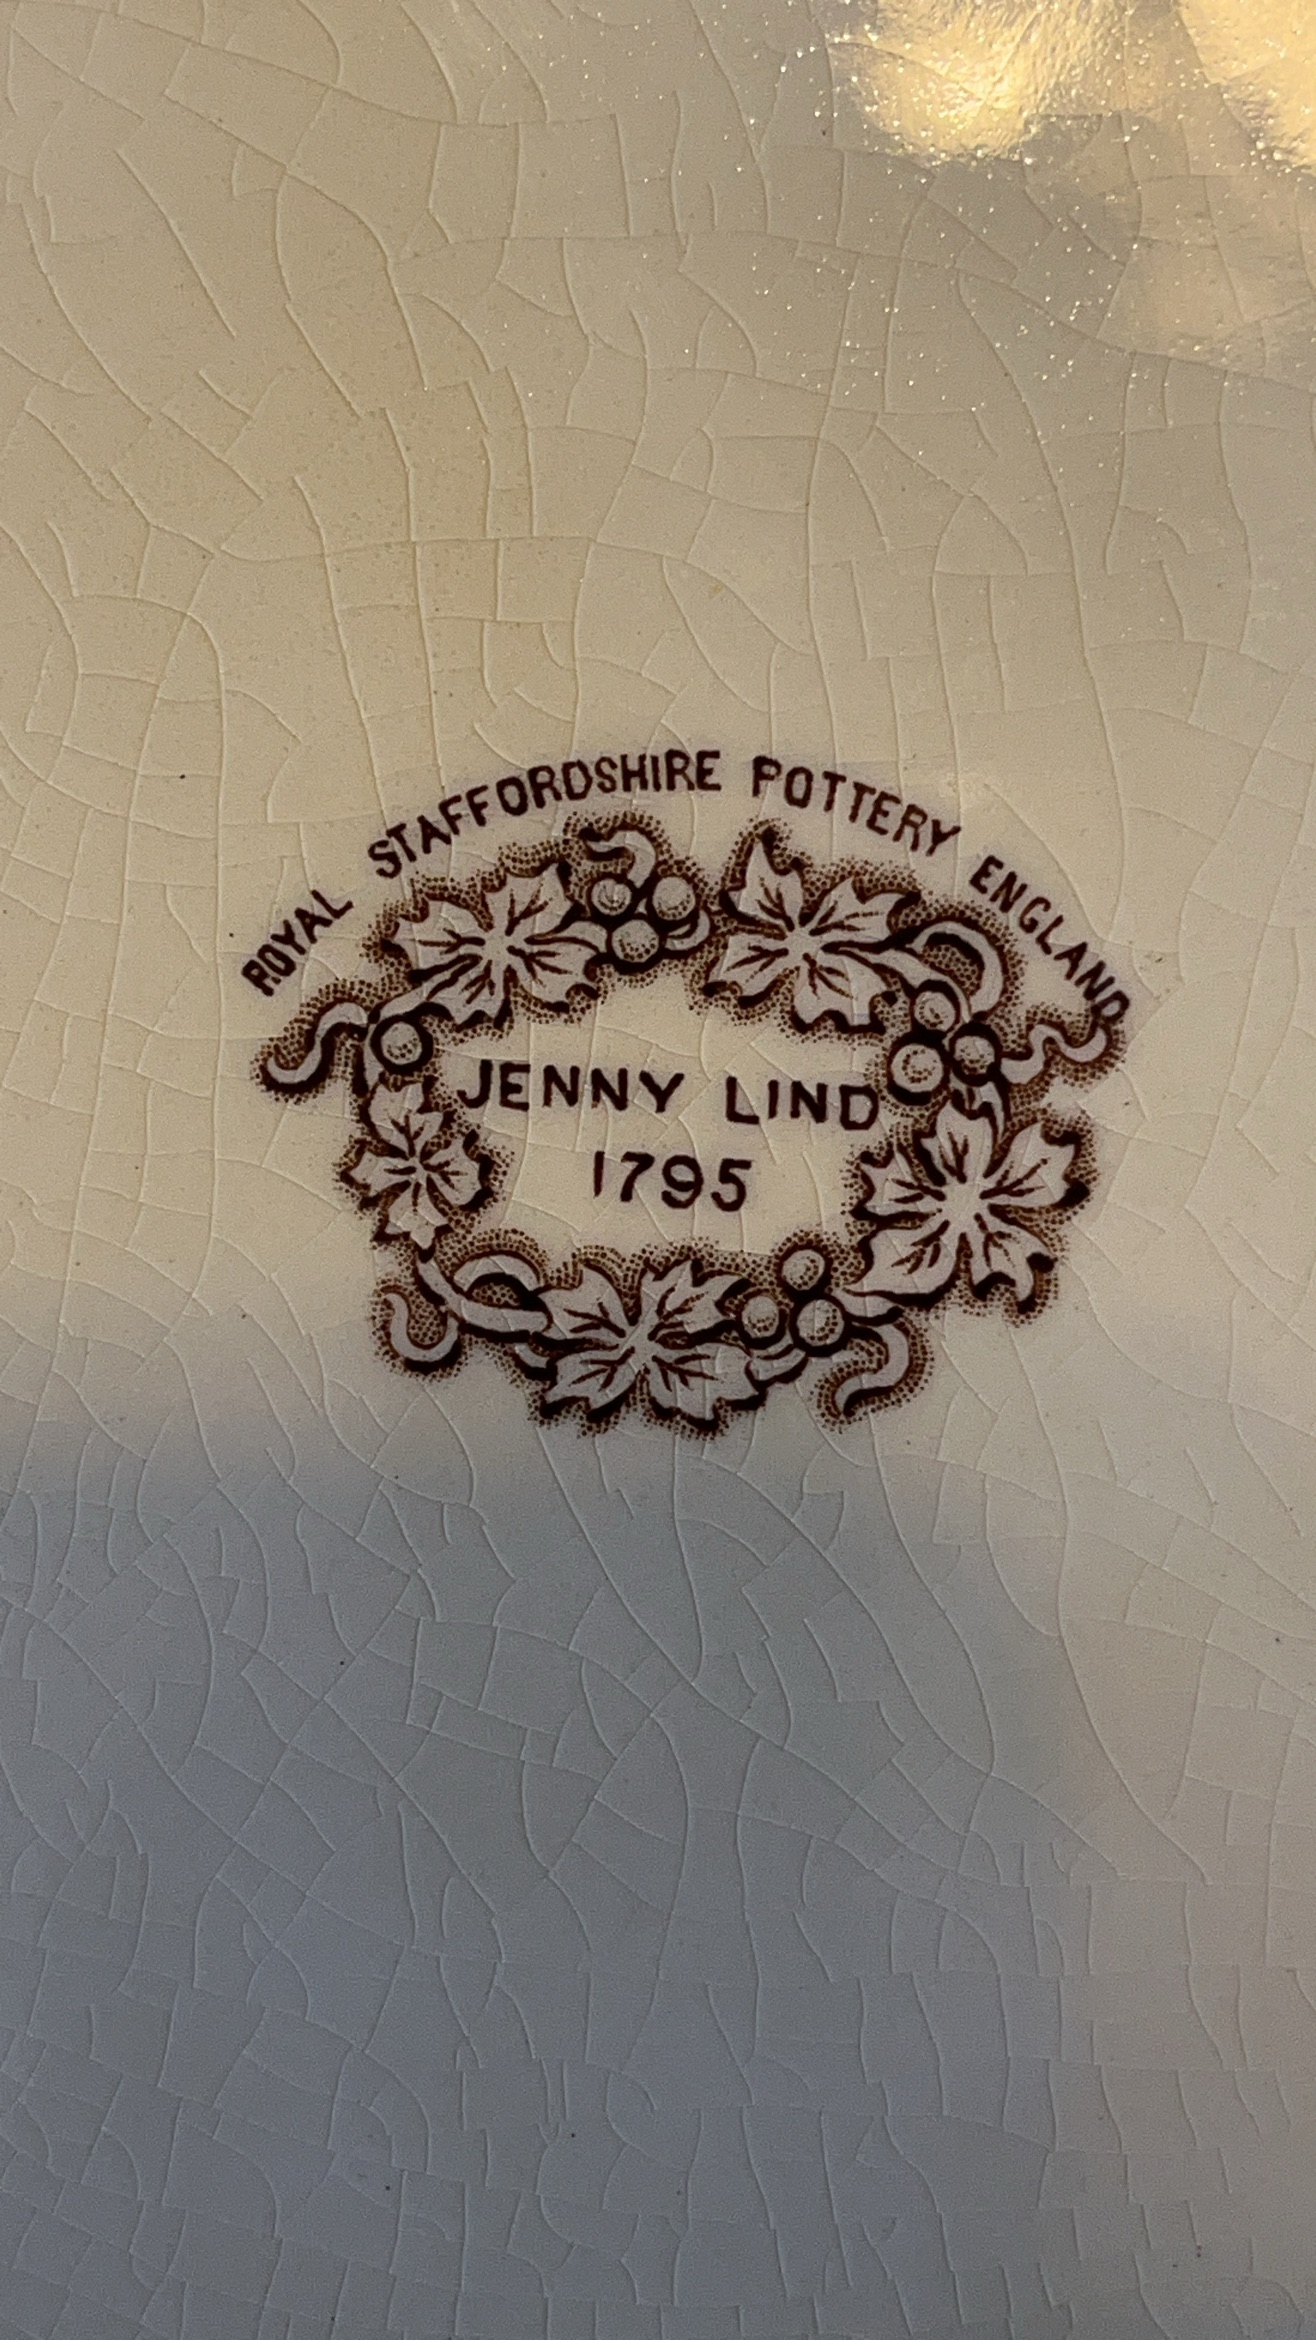 ROYAL STAFFORDSHIRE POTTERY ENGLAND
JENNY LIND
1795